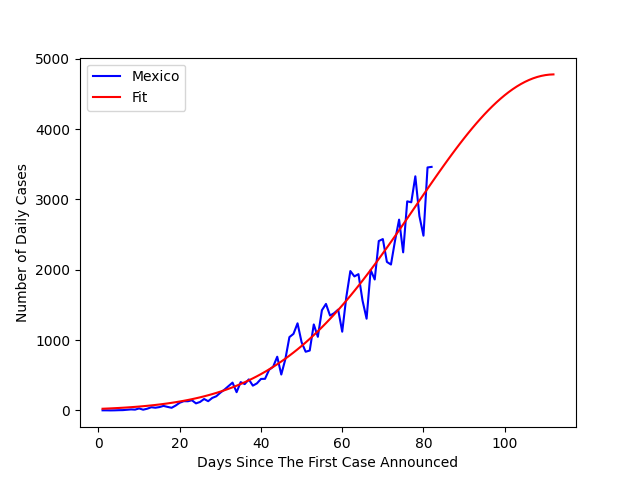 Mexico
Fit
5000
4000
3000
2000
1000
0
Number of Daily Cases
0 20 40 60 80 100
Days Since The First Case Announced